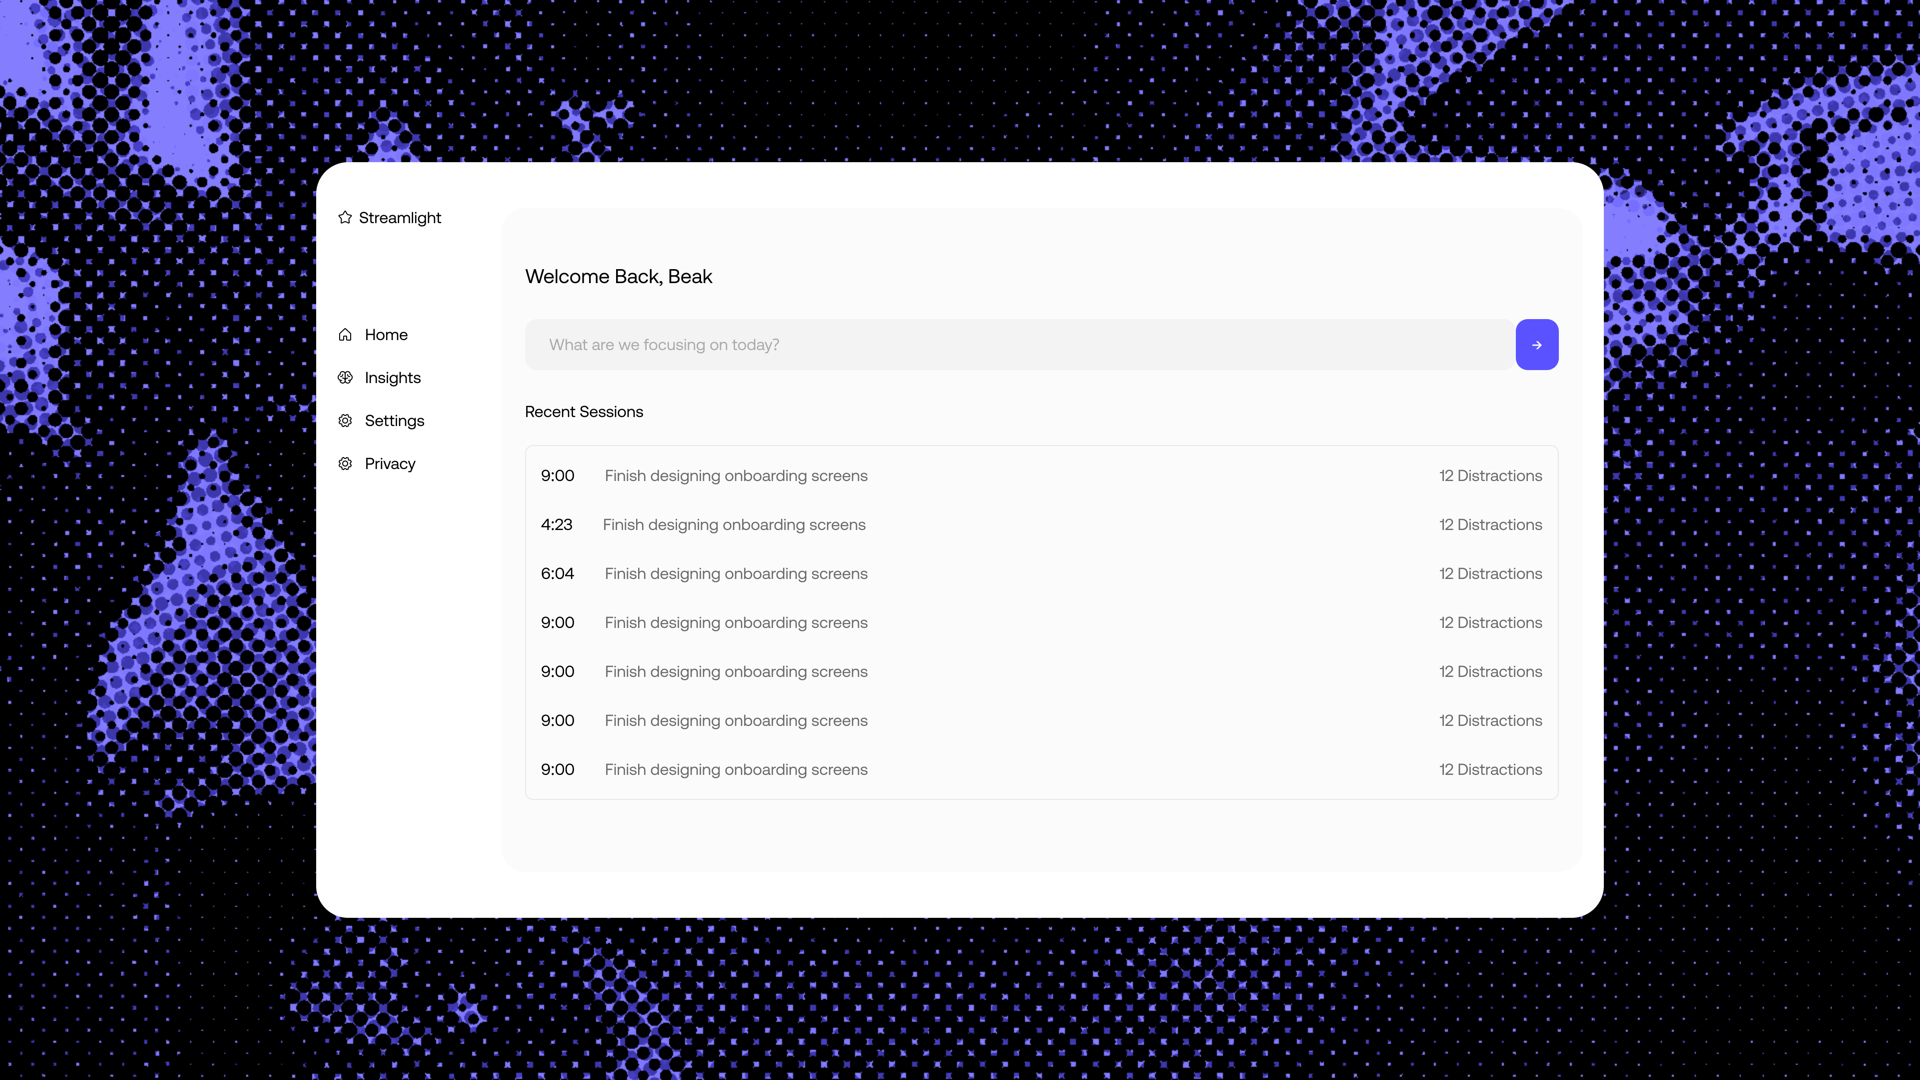 Streamlight
Home
Insights
Settings
Privacy
Welcome Back, Beak
What are we focusing on today?
Recent Sessions
9:00 Finish designing onboarding screens 12 Distractions
4:23 Finish designing onboarding screens 12 Distractions
6:04 Finish designing onboarding screens 12 Distractions
9:00 Finish designing onboarding screens 12 Distractions
9:00 Finish designing onboarding screens 12 Distractions
9:00 Finish designing onboarding screens 12 Distractions
9:00 Finish designing onboarding screens 12 Distractions